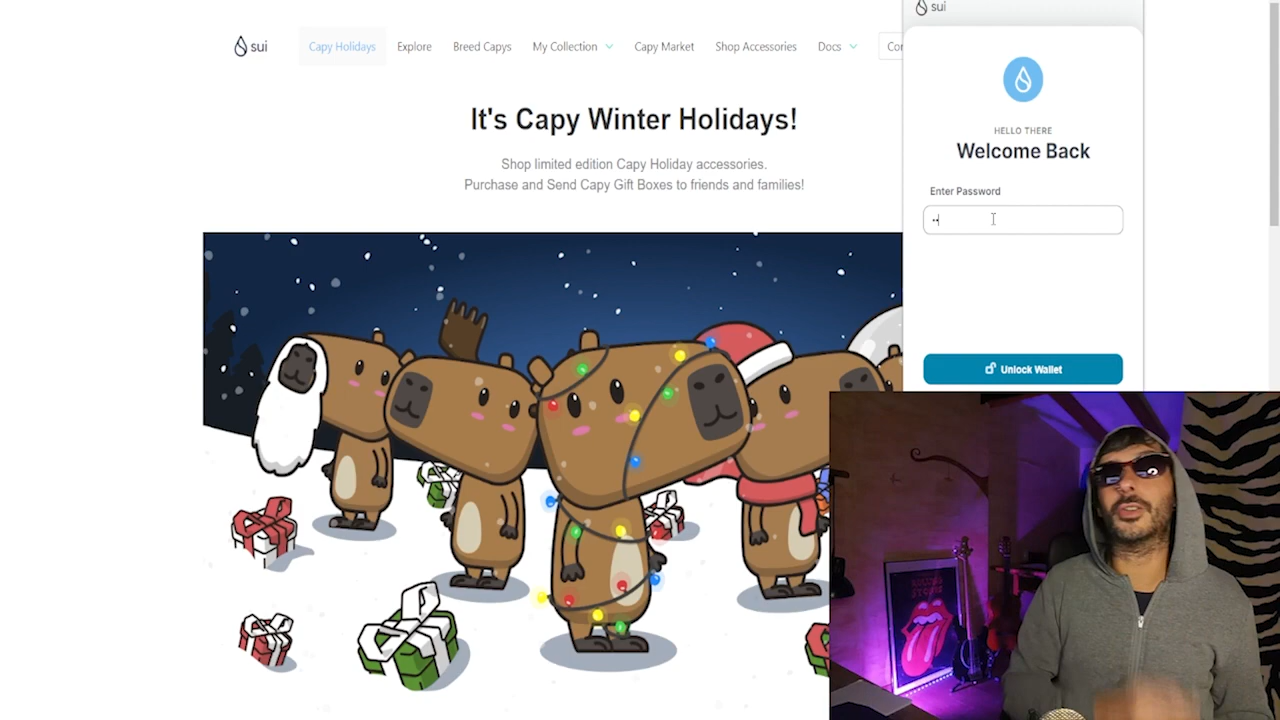 sui
Capy Holidays
Explore
Breed Capys
My Collection
Capy Market
Shop Accessories
Docs
It's Capy Winter Holidays!
Shop limited edition Capy Holiday accessories.
Purchase and Send Capy Gift Boxes to friends and families!
sui
HELLO THERE
Welcome Back
Enter Password
Unlock Wallet
ROLLING
STONES